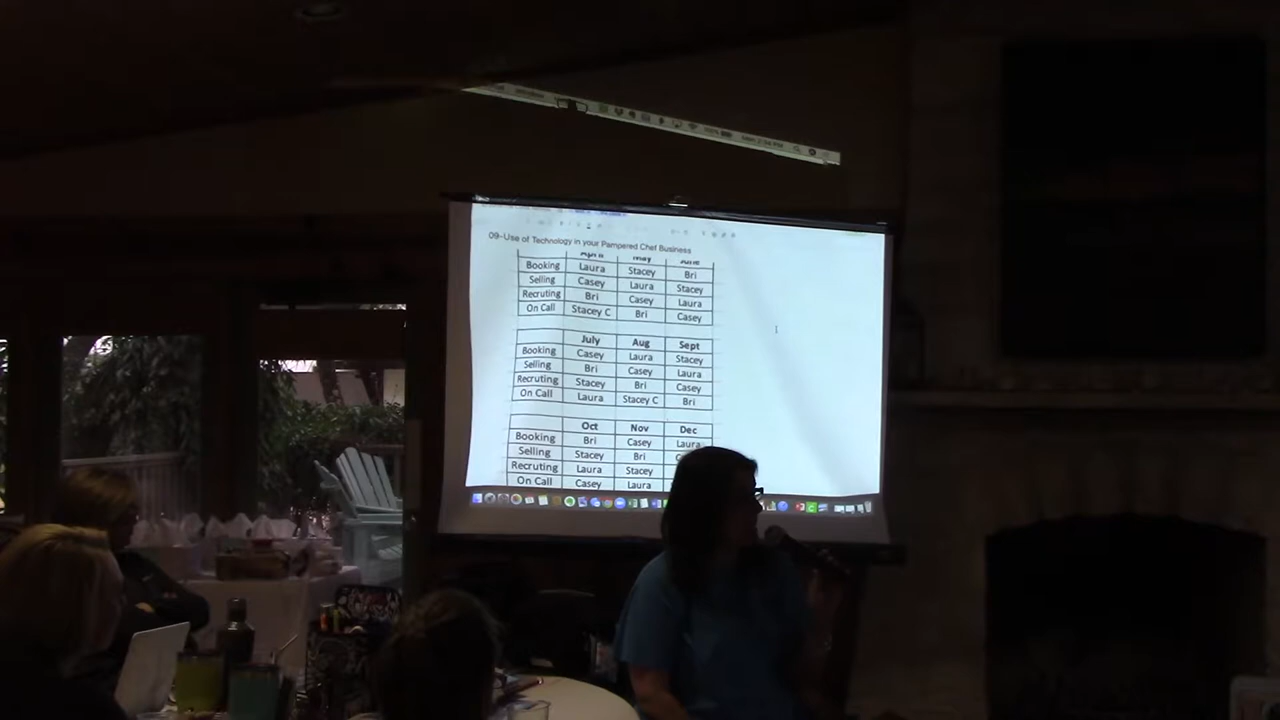 09-Use of Technology in your Pampered Chef Business
April May June
Booking Laura Stacey Bri
Selling Casey Laura Stacey
Recruting Bri Casey Laura
On Call Stacey C Bri Casey
July Aug Sept
Booking Casey Laura Stacey
Selling Bri Casey Laura
Recruting Stacey Bri Casey
On Call Laura Stacey C Bri
Oct Nov Dec
Booking Bri Casey Laura
Selling Stacey Bri
Recruting Laura Stacey
On Call Casey Laura